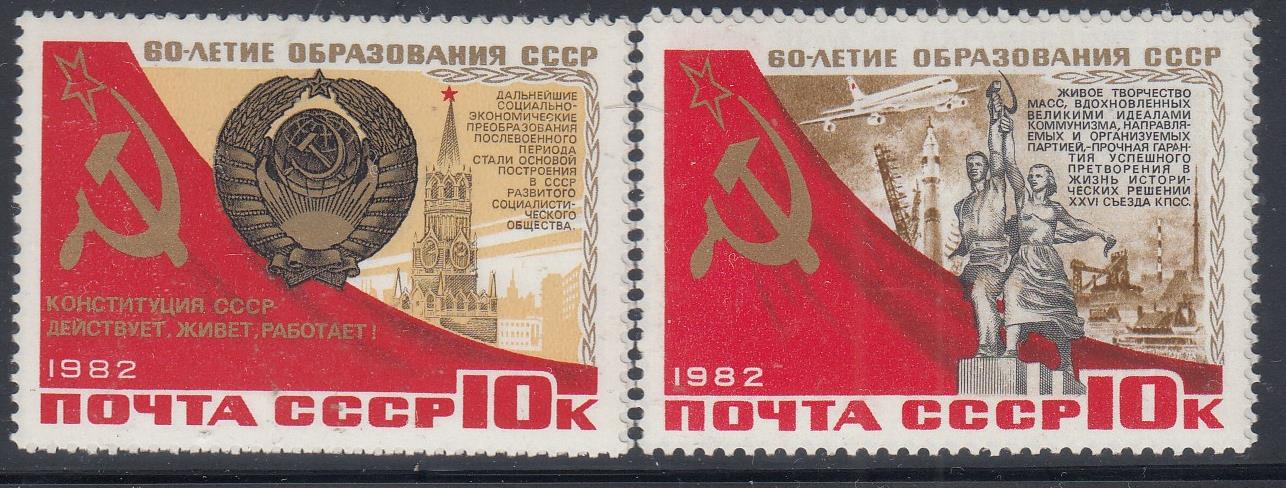 60-ЛЕТИЕ ОБРАЗОВАНИЯ СССР
ДАЛЬНЕЙШИЕ
СОЦИАЛЬНО-
ЭКОНОМИЧЕСКИЕ
ПРЕОБРАЗОВАНИЯ
ПОСЛЕВОЕННОГО
ПЕРИОДА
СТАЛИ ОСНОВОЙ
ПОСТРОЕНИЯ
В СССР
РАЗВИТОГО
СОЦИАЛИСТИ-
ЧЕСКОГО
ОБЩЕСТВА.
КОНСТИТУЦИЯ СССР-
ДЕЙСТВУЕТ, ЖИВЕТ, РАБОТАЕТ!
1982
ПОЧТА СССР 10К
60-ЛЕТИЕ ОБРАЗОВАНИЯ СССР
ЖИВОЕ ТВОРЧЕСТВО
МАСС, ВДОХНОВЛЕННЫХ
ВЕЛИКИМИ ИДЕАЛАМИ
КОММУНИЗМА, НАПРАВЛЯ-
ЕМЫХ И ОРГАНИЗУЕМЫХ
ПАРТИЕЙ,-ПРОЧНАЯ ГАРАН-
ТИЯ УСПЕШНОГО
ПРЕТВОРЕНИЯ В
ЖИЗНЬ ИСТОРИ-
ЧЕСКИХ РЕШЕНИЙ
XXVI СЪЕЗДА КПСС.
1982
ПОЧТА СССР 10К